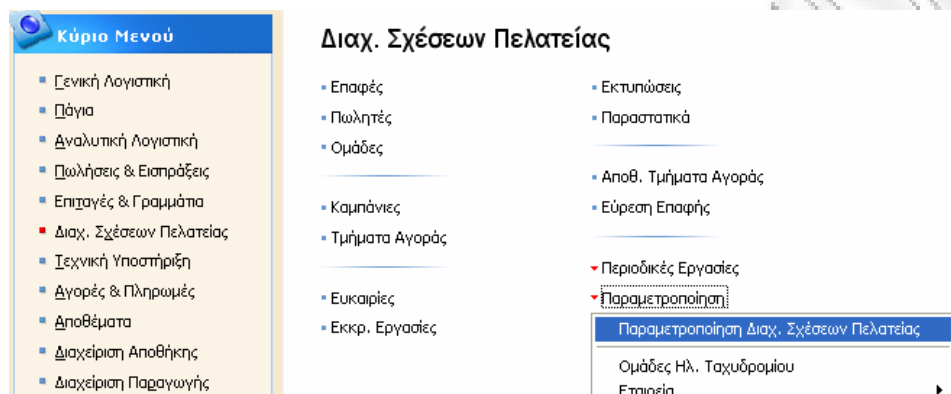 Κύριο Μενού
Γενική Λογιστική
Πάγια
Αναλυτική Λογιστική
Πωλήσεις & Εισπράξεις
Επιταγές & Γραμμάτια
Διαχ. Σχέσεων Πελατείας
Τεχνική Υποστήριξη
Αγορές & Πληρωμές
Αποθέματα
Διαχείριση Αποθήκης
Διαχείριση Παραγωγής
Διαχ. Σχέσεων Πελατείας
Επαφές
Πωλητές
Ομάδες
Καμπάνιες
Τμήματα Αγοράς
Ευκαιρίες
Εκκρ. Εργασίες
Εκτυπώσεις
Παραστατικά
Αποθ. Τμήματα Αγοράς
Εύρεση Επαφής
Περιοδικές Εργασίες
Παραμετροποίηση
Παραμετροποίηση Διαχ. Σχέσεων Πελατείας
Ομάδες Ηλ. Ταχυδρομίου
Εταιρεία